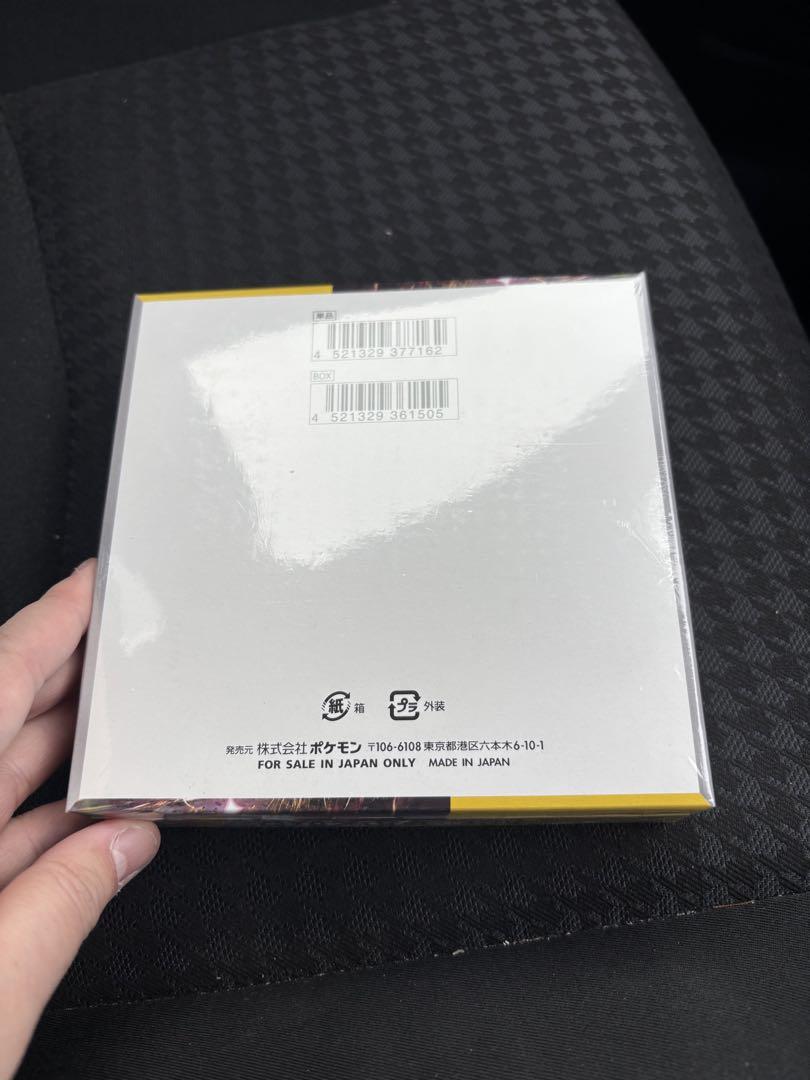 単品
4 521329 377162
BOX
4 521329 361505
紙 箱 プラ 外装
発売元 株式会社ポケモン 〒106-6108 東京都港区六本木6-10-1
FOR SALE IN JAPAN ONLY MADE IN JAPAN